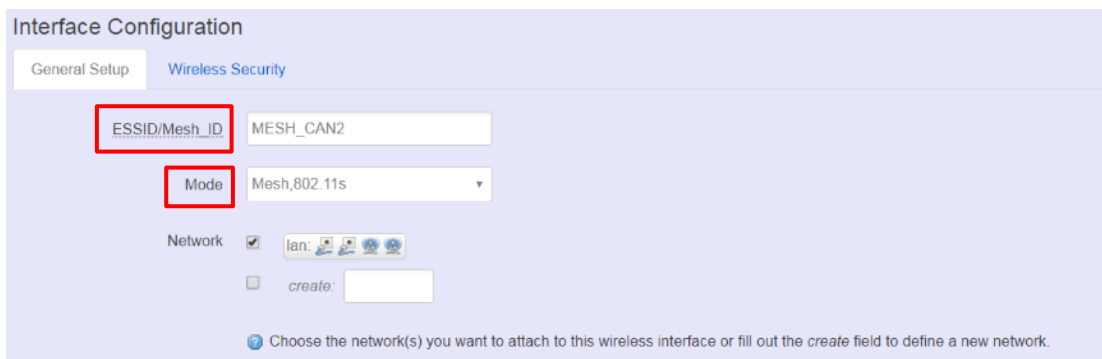 Interface Configuration
General Setup Wireless Security
ESSID/Mesh_ID MESH_CAN2
Mode Mesh,802.11s
Network lan:
create:
Choose the network(s) you want to attach to this wireless interface or fill out the create field to define a new network.